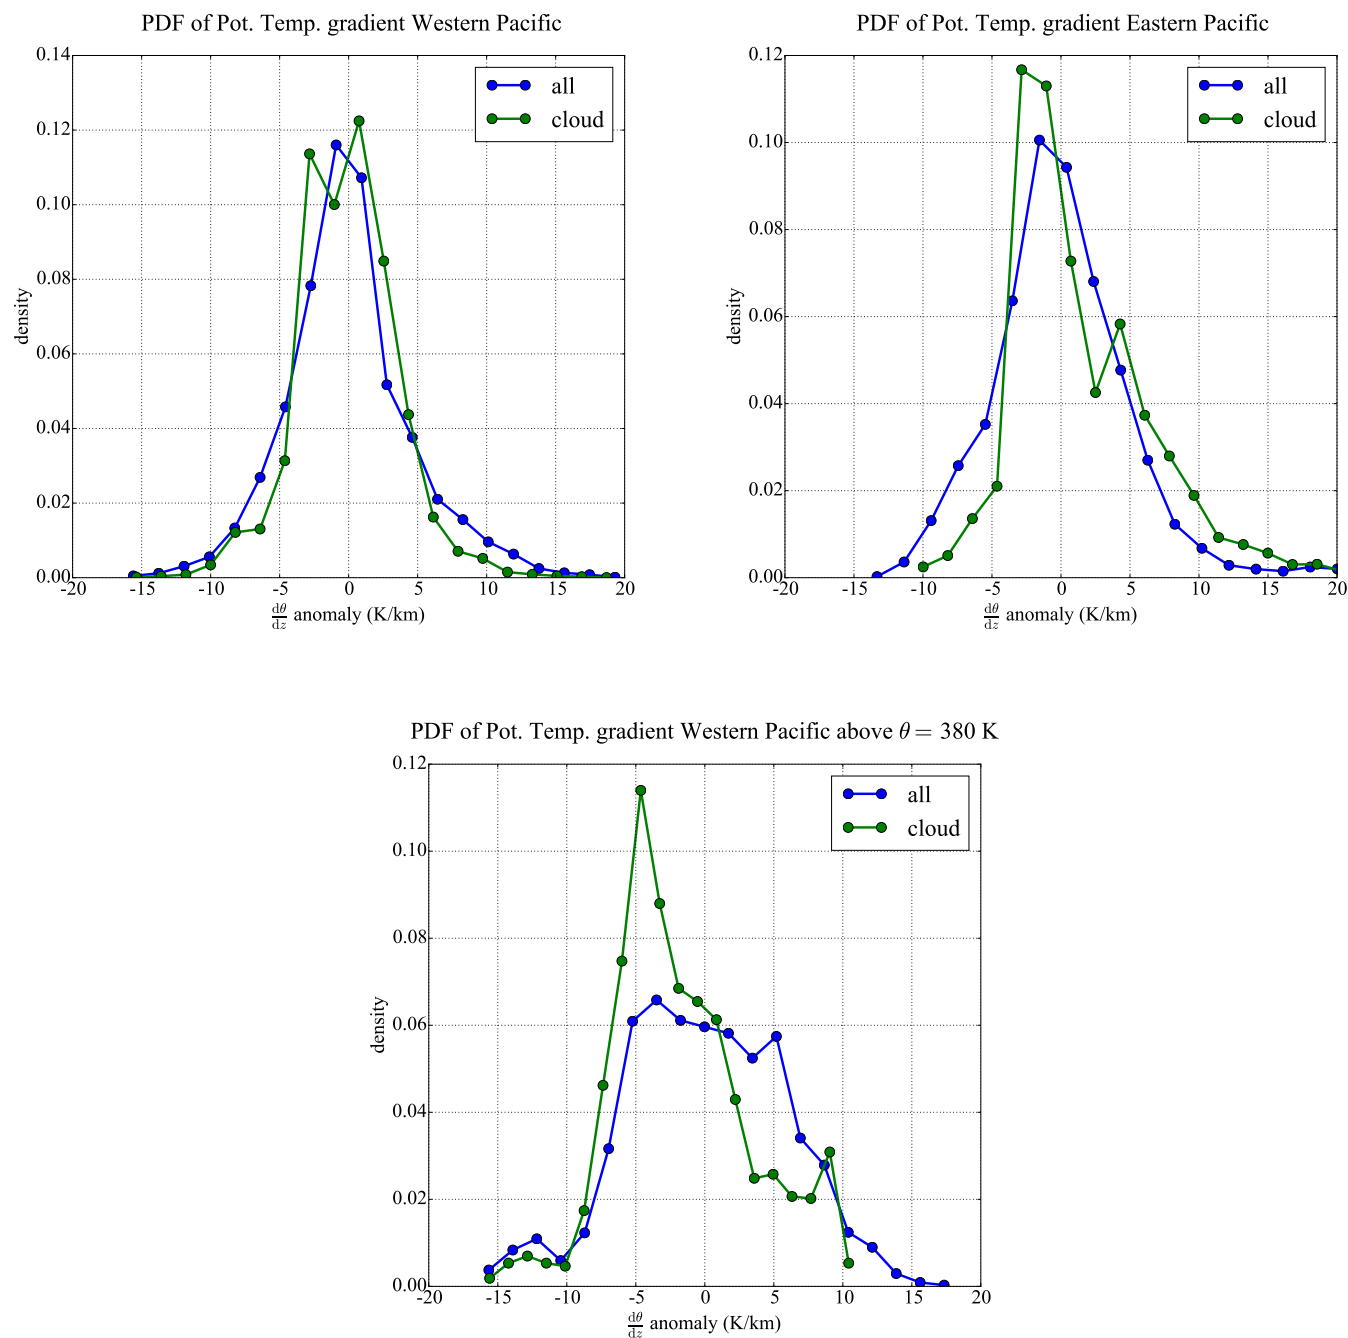 PDF of Pot. Temp. gradient Western Pacific
0.14
0.12
0.10
0.08
0.06
0.04
0.02
0.00
density
all
cloud
-20 -15 -10 -5 0 5 10 15 20
dθ/dz anomaly (K/km)
PDF of Pot. Temp. gradient Eastern Pacific
0.12
0.10
0.08
0.06
0.04
0.02
0.00
density
all
cloud
-20 -15 -10 -5 0 5 10 15 20
dθ/dz anomaly (K/km)
PDF of Pot. Temp. gradient Western Pacific above θ = 380 K
0.12
0.10
0.08
0.06
0.04
0.02
0.00
density
all
cloud
-20 -15 -10 -5 0 5 10 15 20
dθ/dz anomaly (K/km)